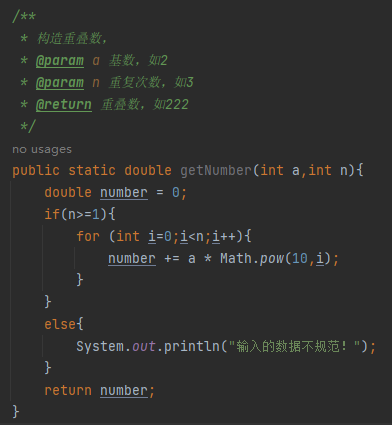 /**
 * 构造重叠数,
 * @param a 基数,如2
 * @param n 重复次数,如3
 * @return 重叠数,如222
 */
no usages
public static double getNumber(int a,int n){
    double number = 0;
    if(n>=1){
        for (int i=0;i<n;i++){
            number += a * Math.pow(10,i);
        }
    }
    else{
        System.out.println("输入的数据不规范! ");
    }
    return number;
}